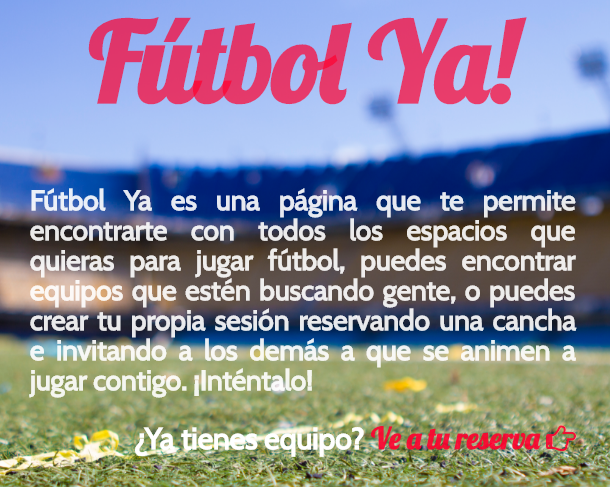 Fútbol Ya!
Fútbol Ya es una página que te permite
encontrarte con todos los espacios que
quieras para jugar fútbol, puedes encontrar
equipos que estén buscando gente, o puedes
crear tu propia sesión reservando una cancha
e invitando a los demás a que se animen a
jugar contigo. ¡Inténtalo!
¿Ya tienes equipo? Ve a tu reserva